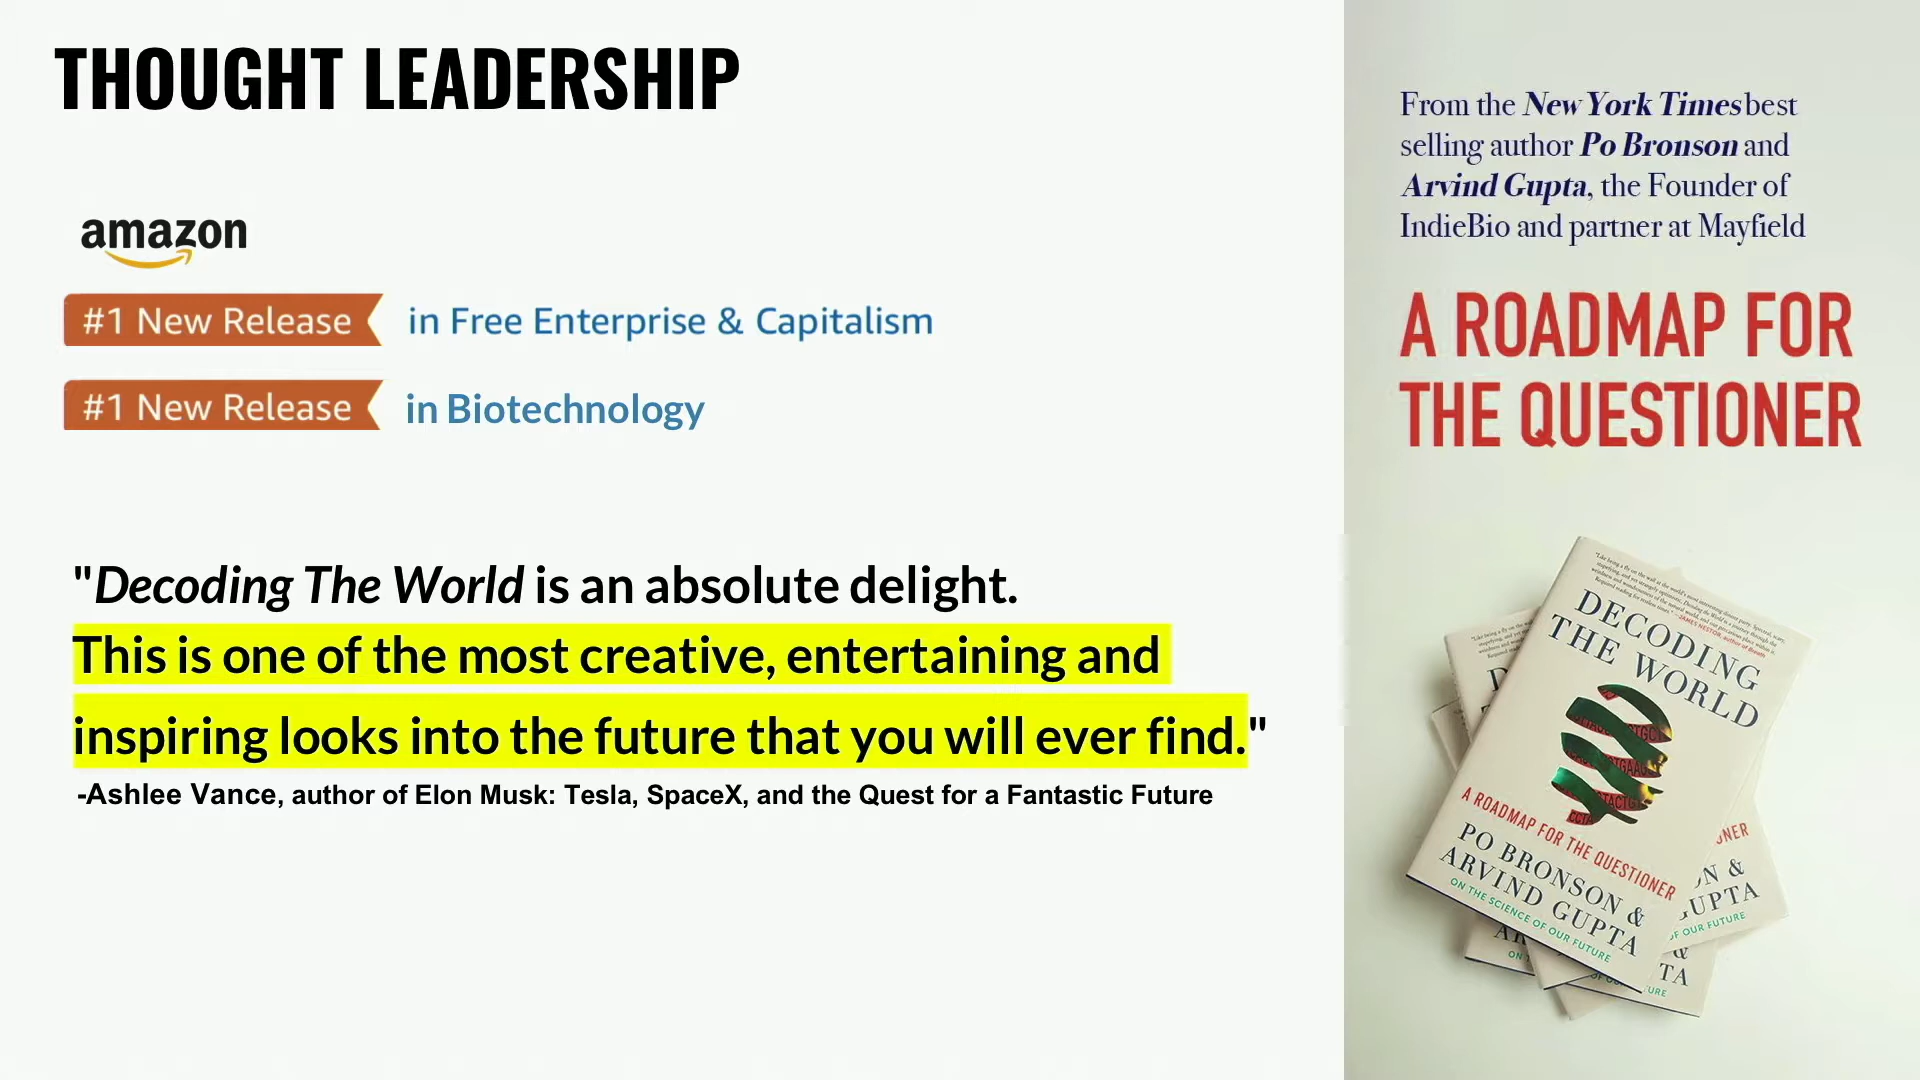 THOUGHT LEADERSHIP
amazon
#1 New Release in Free Enterprise & Capitalism
#1 New Release in Biotechnology
"Decoding The World is an absolute delight.
This is one of the most creative, entertaining and
inspiring looks into the future that you will ever find."
-Ashlee Vance, author of Elon Musk: Tesla, SpaceX, and the Quest for a Fantastic Future
From the New York Times best
selling author Po Bronson and
Arvind Gupta, the Founder of
IndieBio and partner at Mayfield
A ROADMAP FOR
THE QUESTIONER
DECODING
THE WORLD
A ROADMAP FOR THE QUESTIONER
PO BRONSON &
ARVIND GUPTA
ON THE SCIENCE OF OUR FUTURE